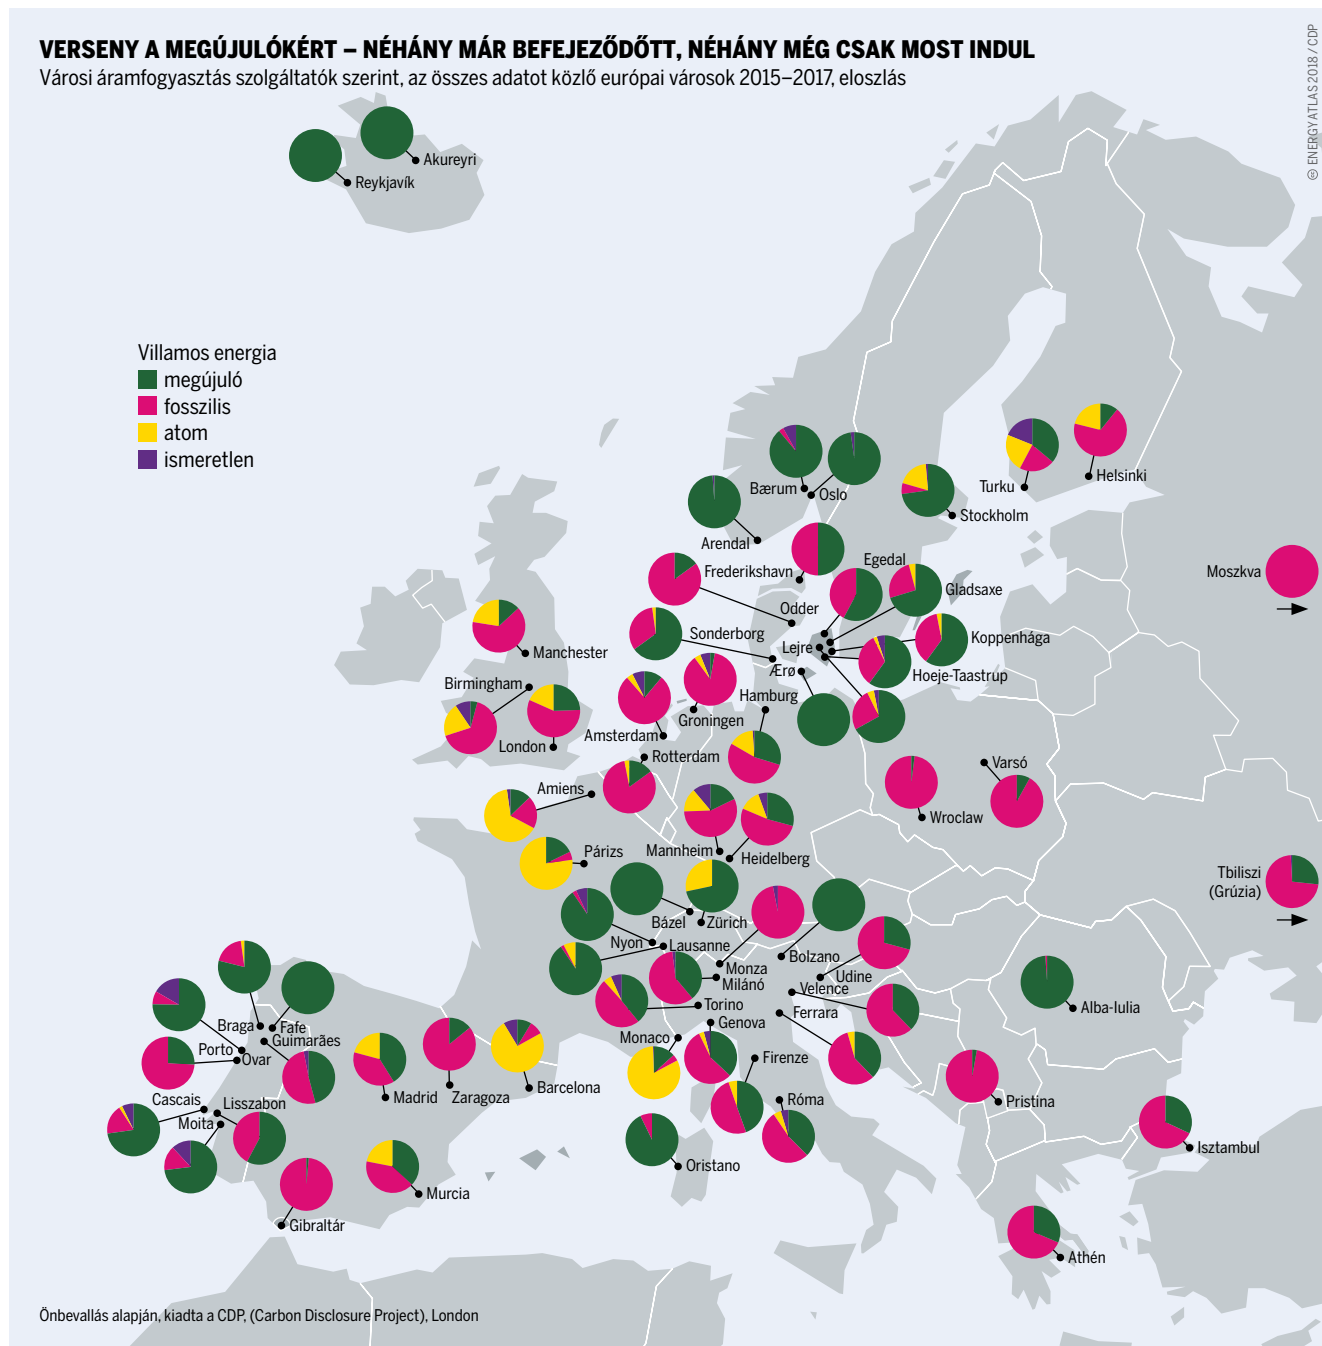 VERSENY A MEGÚJULÓKÉRT – NÉHÁNY MÁR BEFEJEZŐDÖTT, NÉHÁNY MÉG CSAK MOST INDUL
Városi áramfogyasztás szolgáltatók szerint, az összes adatot közlő európai városok 2015–2017, eloszlás
ENERGYATLAS 2018 / CDP
Akureyri
Reykjavík
Villamos energia
megújuló
fosszilis
atom
ismeretlen
Bærum
Oslo
Turku
Helsinki
Stockholm
Arendal
Frederikshavn
Egedal
Moszkva
Gladsaxe
Odder
Sonderborg
Koppenhága
Lejre
Manchester
Ærø
Hoeje-Taastrup
Birmingham
Hamburg
Groningen
Amsterdam
London
Rotterdam
Varsó
Amiens
Wroclaw
Párizs
Mannheim
Heidelberg
Tbiliszi
(Grúzia)
Bázel
Zürich
Nyon
Lausanne
Bolzano
Monza
Udine
Milánó
Velence
Torino
Alba-Iulia
Ferrara
Genova
Braga
Fafe
Monaco
Guimarães
Porto
Ovar
Firenze
Barcelona
Madrid
Zaragoza
Cascais
Lisszabon
Róma
Pristina
Moita
Isztambul
Oristano
Murcia
Gibraltár
Athén
Önbevallás alapján, kiadta a CDP, (Carbon Disclosure Project), London